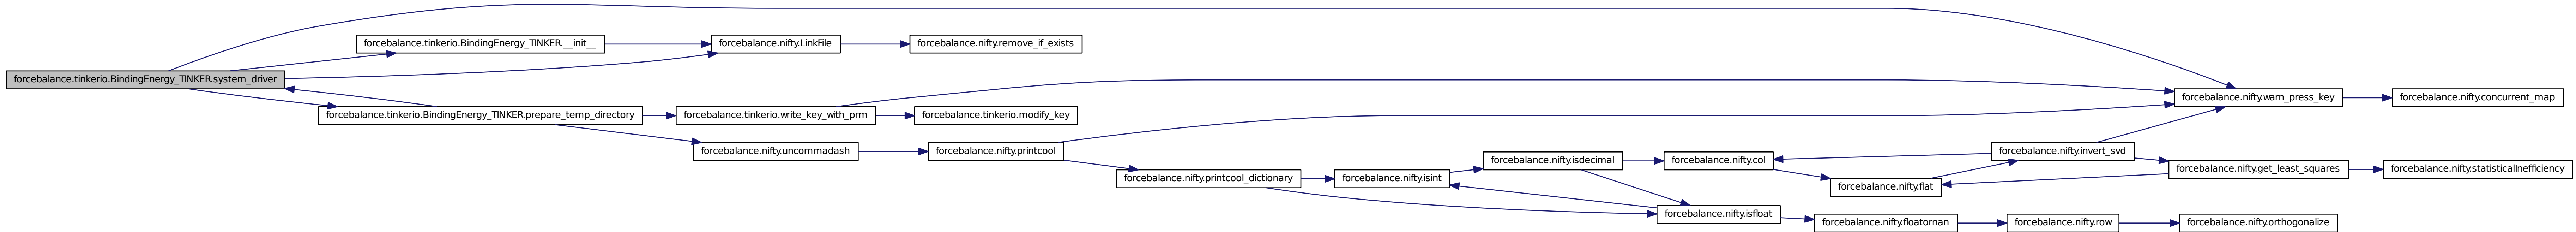 forcebalance.tinkerio.BindingEnergy_TINKER.system_driver
forcebalance.tinkerio.BindingEnergy_TINKER.__init__
forcebalance.tinkerio.BindingEnergy_TINKER.prepare_temp_directory
forcebalance.nifty.LinkFile
forcebalance.tinkerio.write_key_with_prm
forcebalance.nifty.uncommadash
forcebalance.nifty.remove_if_exists
forcebalance.tinkerio.modify_key
forcebalance.nifty.printcool
forcebalance.nifty.printcool_dictionary
forcebalance.nifty.isint
forcebalance.nifty.isdecimal
forcebalance.nifty.col
forcebalance.nifty.isfloat
forcebalance.nifty.flat
forcebalance.nifty.floatornan
forcebalance.nifty.invert_svd
forcebalance.nifty.row
forcebalance.nifty.warn_press_key
forcebalance.nifty.get_least_squares
forcebalance.nifty.orthogonalize
forcebalance.nifty.concurrent_map
forcebalance.nifty.statisticalInefficiency